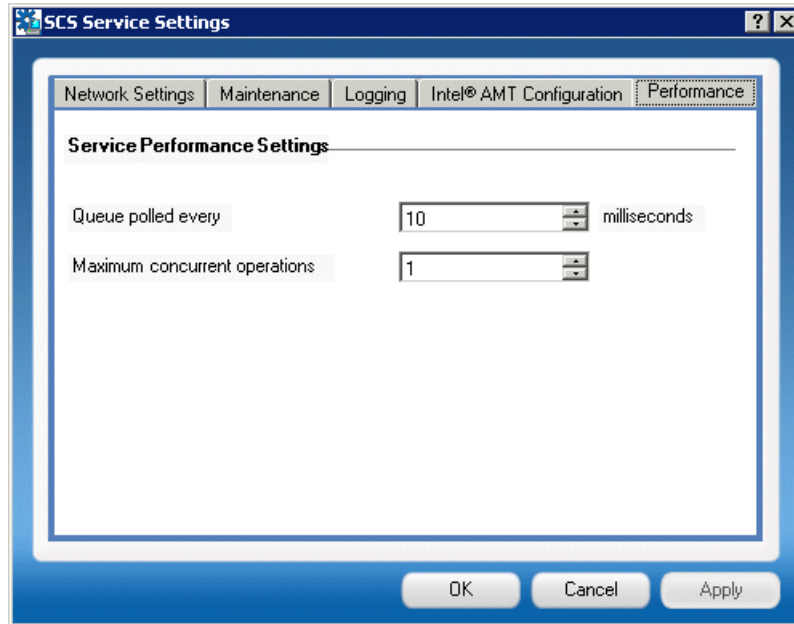 SCS Service Settings
Network Settings Maintenance Logging Intel® AMT Configuration Performance
Service Performance Settings
Queue polled every 10 milliseconds
Maximum concurrent operations 1
OK Cancel Apply